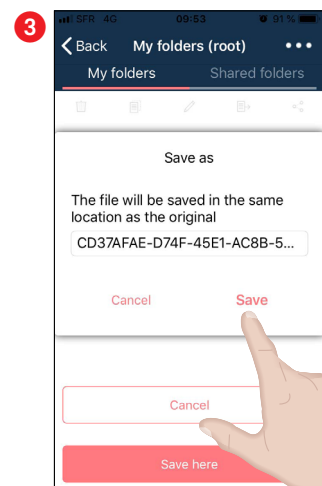 3
SFR 4G 09:53 91 %
Back My folders (root)
My folders Shared folders
Save as
The file will be saved in the same
location as the original
CD37AFAE-D74F-45E1-AC8B-5...
Cancel Save
Cancel
Save here